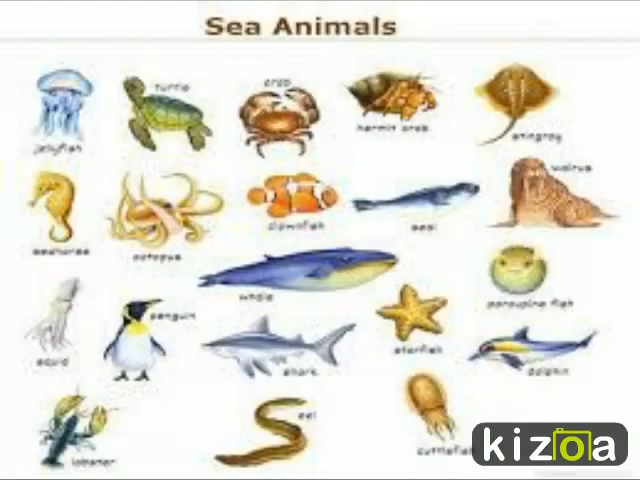 Sea Animals
jellyfish
turtle
crab
hermit crab
stingray
seahorse
octopus
clownfish
seal
walrus
whale
porcupine fish
squid
penguin
shark
starfish
dolphin
lobster
eel
cuttlefish
kizoa